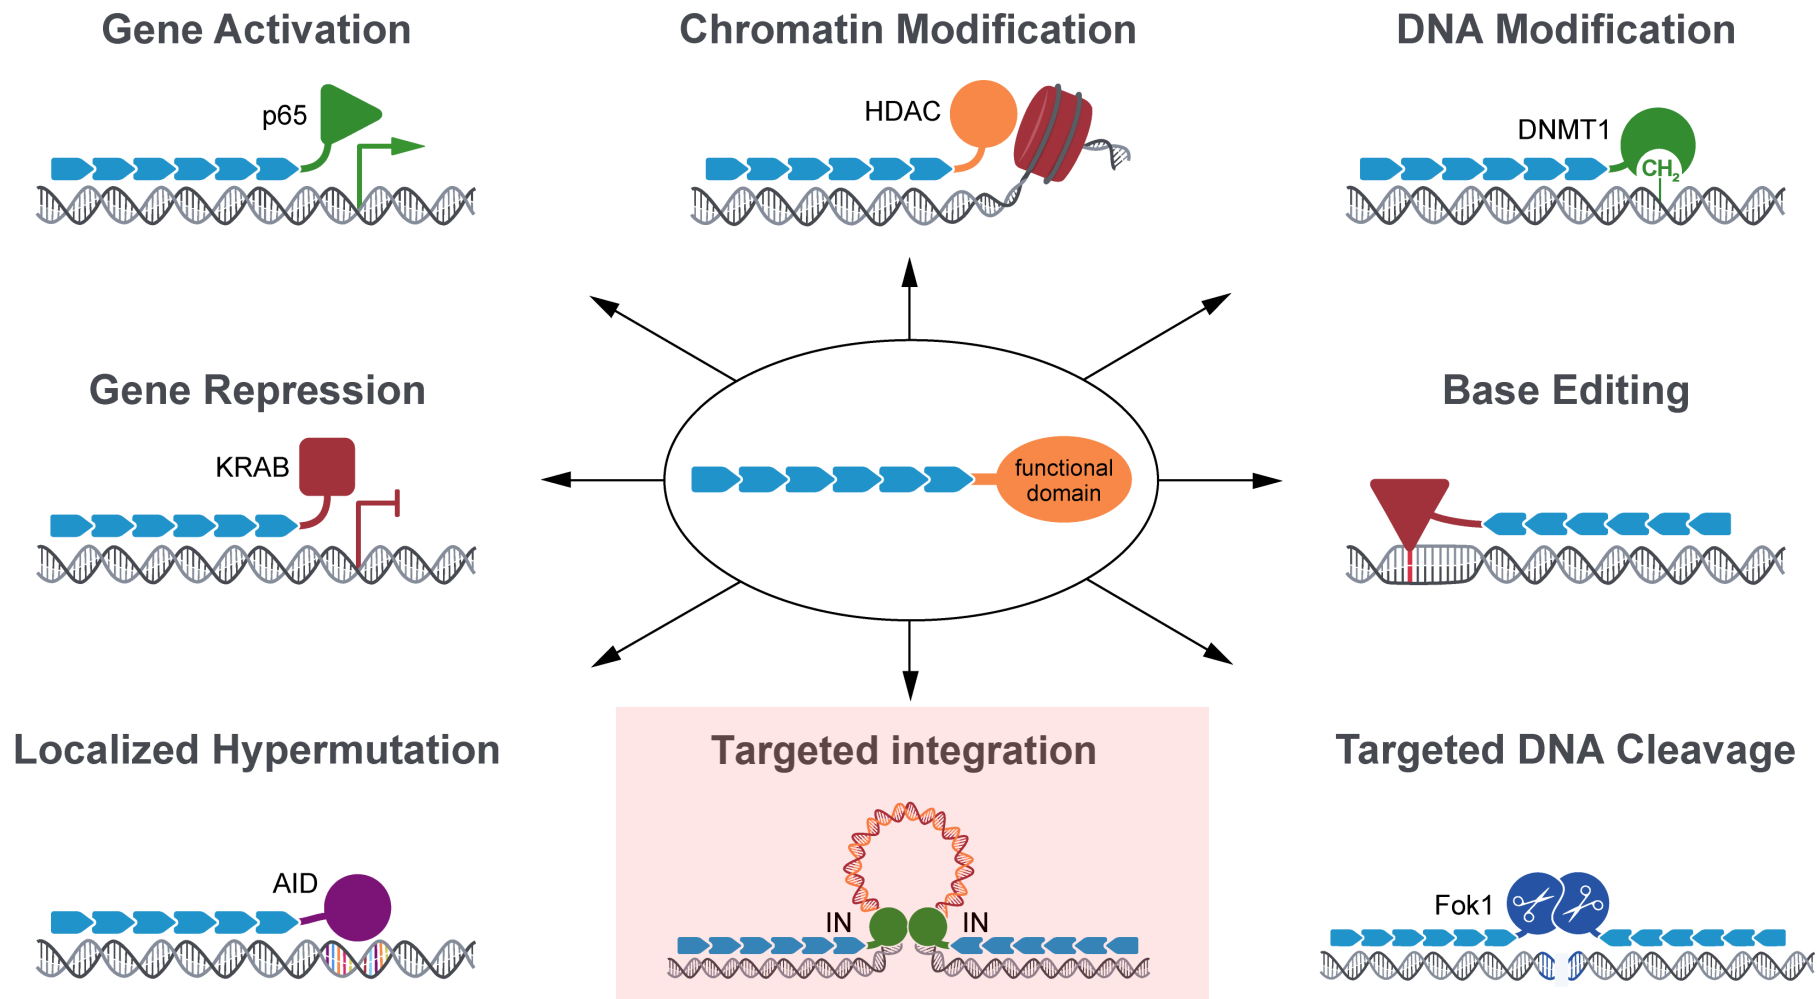 Gene Activation
Chromatin Modification
DNA Modification
p65
HDAC
DNMT1
CH₂
Gene Repression
Base Editing
KRAB
functional
domain
Localized Hypermutation
Targeted integration
Targeted DNA Cleavage
AID
IN
IN
Fok1